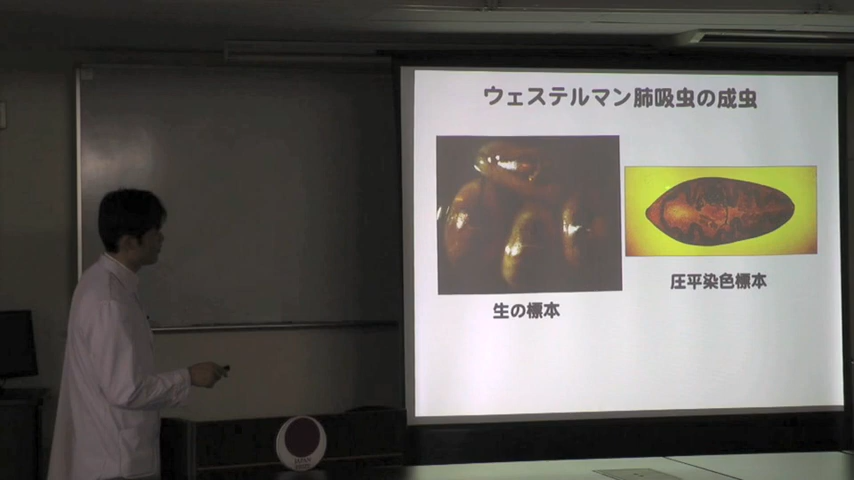 ウェステルマン肺吸虫の成虫
生の標本
圧平染色標本